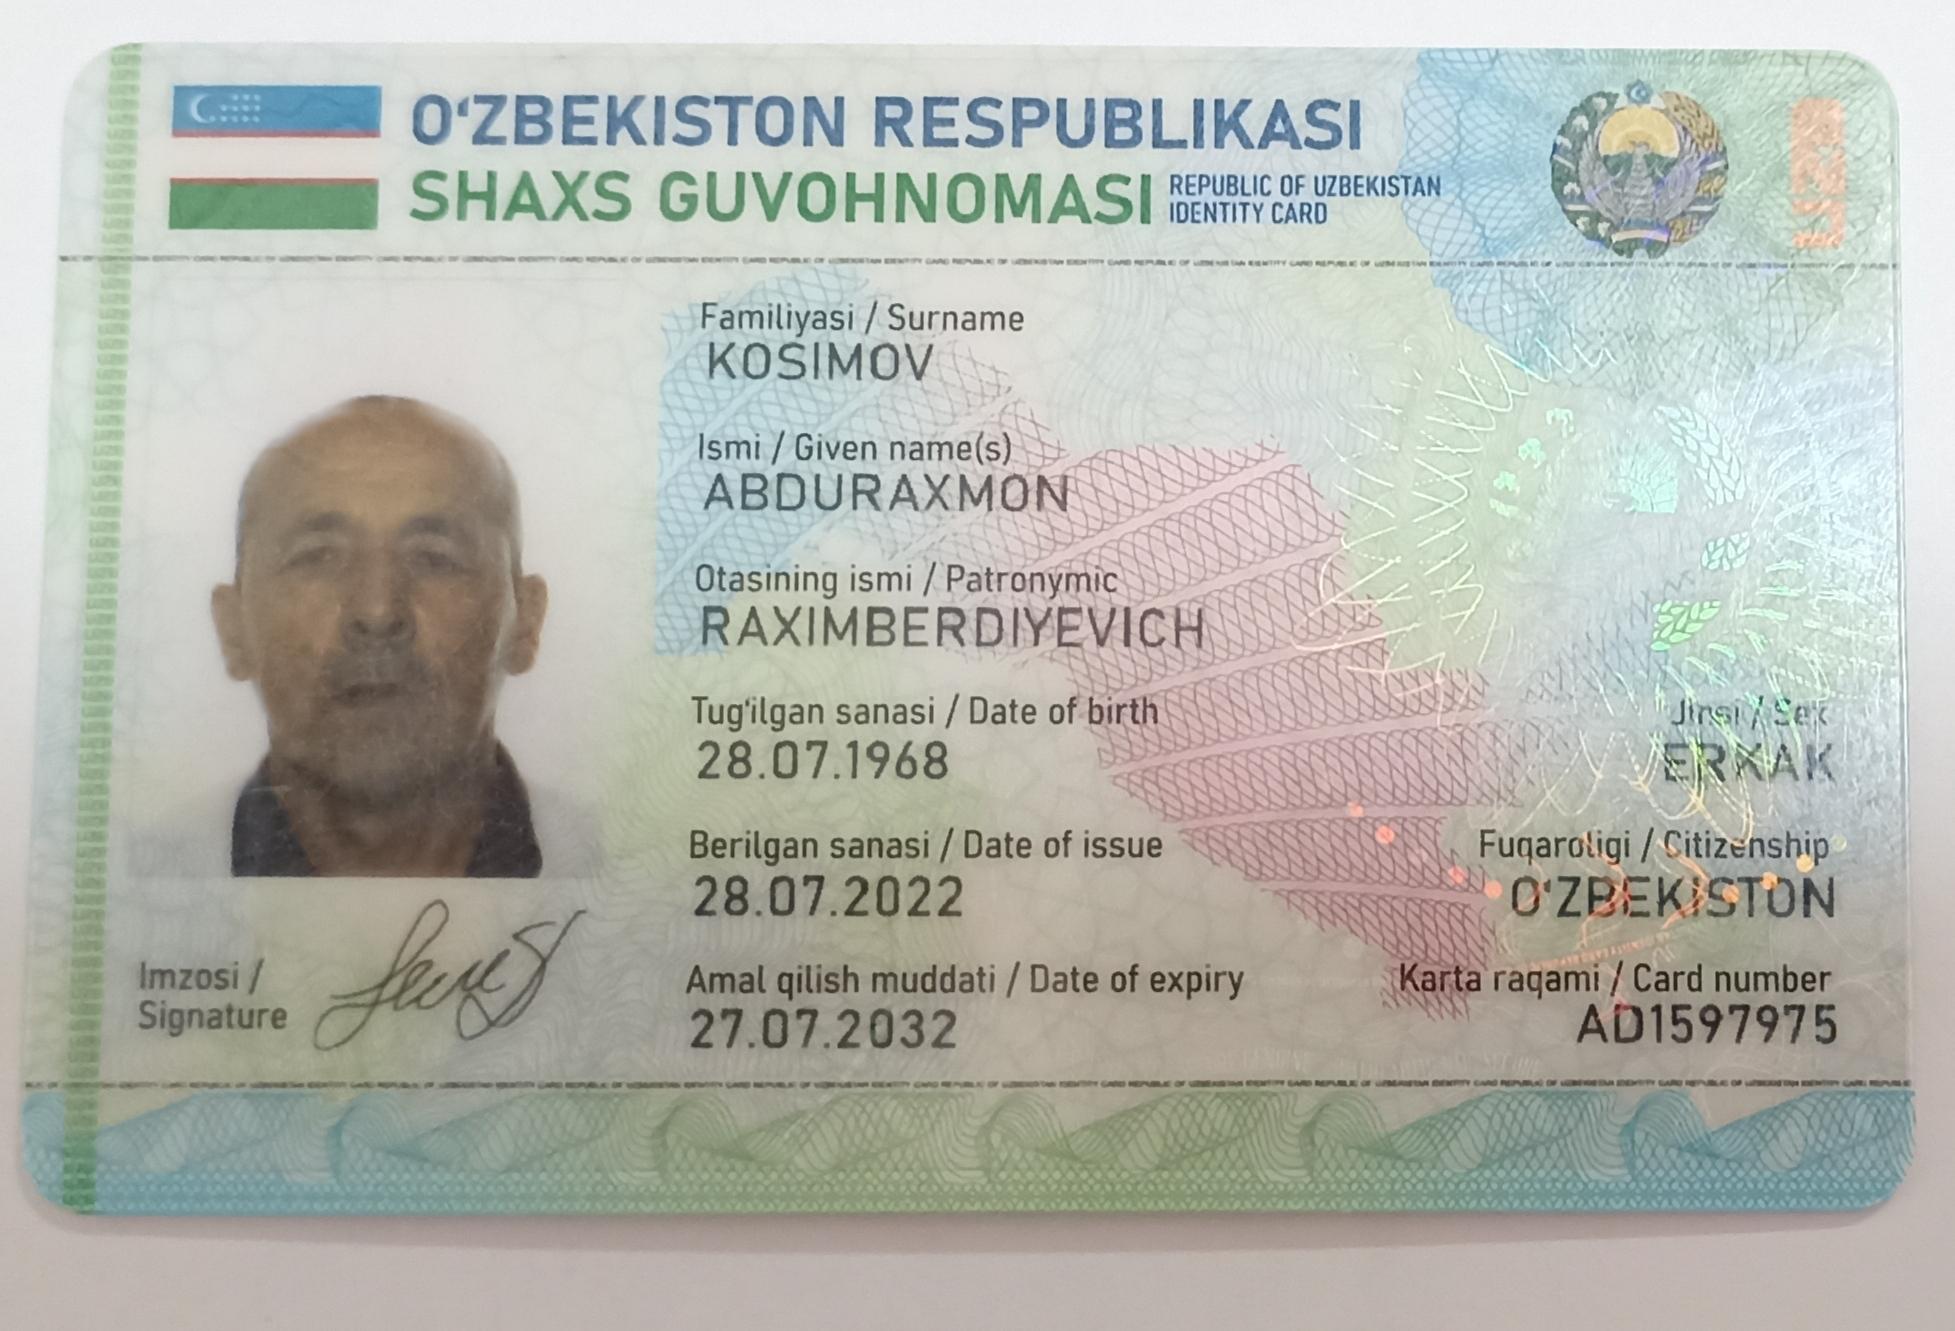 O‘ZBEKISTON RESPUBLIKASI
SHAXS GUVOHNOMASI
REPUBLIC OF UZBEKISTAN
IDENTITY CARD
UZB
Familiyasi / Surname
KOSIMOV
Ismi / Given name(s)
ABDURAXMON
Otasining ismi / Patronymic
RAXIMBERDIYEVICH
Tug‘ilgan sanasi / Date of birth
28.07.1968
Jinsi / Sex
ERKAK
Berilgan sanasi / Date of issue
28.07.2022
Fuqaroligi / Citizenship
O‘ZBEKISTON
Imzosi /
Signature
Amal qilish muddati / Date of expiry
27.07.2032
Karta raqami / Card number
AD1597975